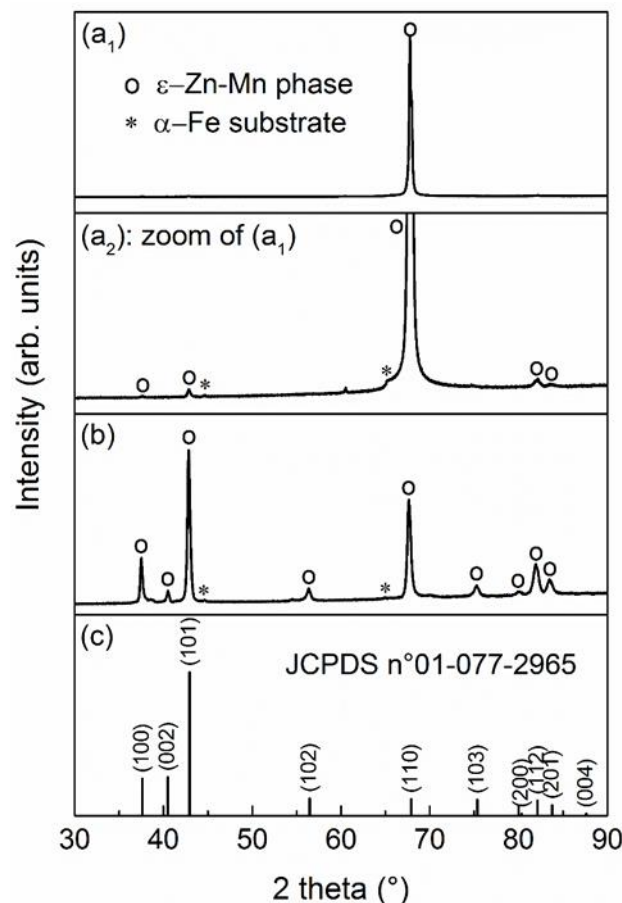 (a₁)
o ε–Zn-Mn phase
* α–Fe substrate
(a₂): zoom of (a₁)
(b)
(c)
JCPDS n°01-077-2965
(100)
(002)
(101)
(102)
(110)
(103)
(200)
(112)
(201)
(004)
30 40 50 60 70 80 90
2 theta (°)
Intensity (arb. units)